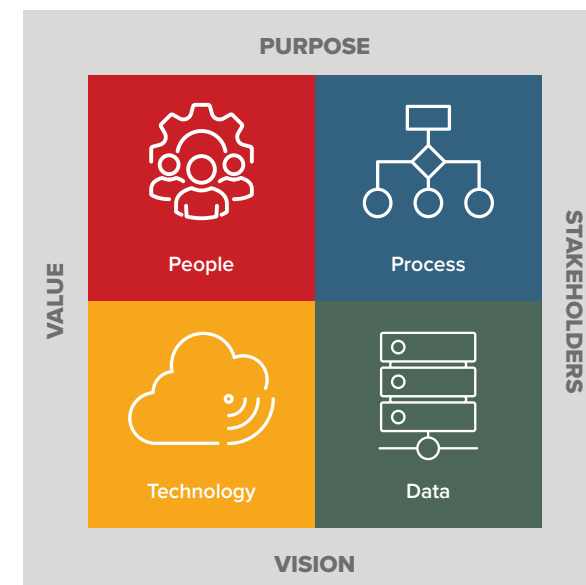 PURPOSE
People
Process
VALUE
STAKEHOLDERS
Technology
Data
VISION